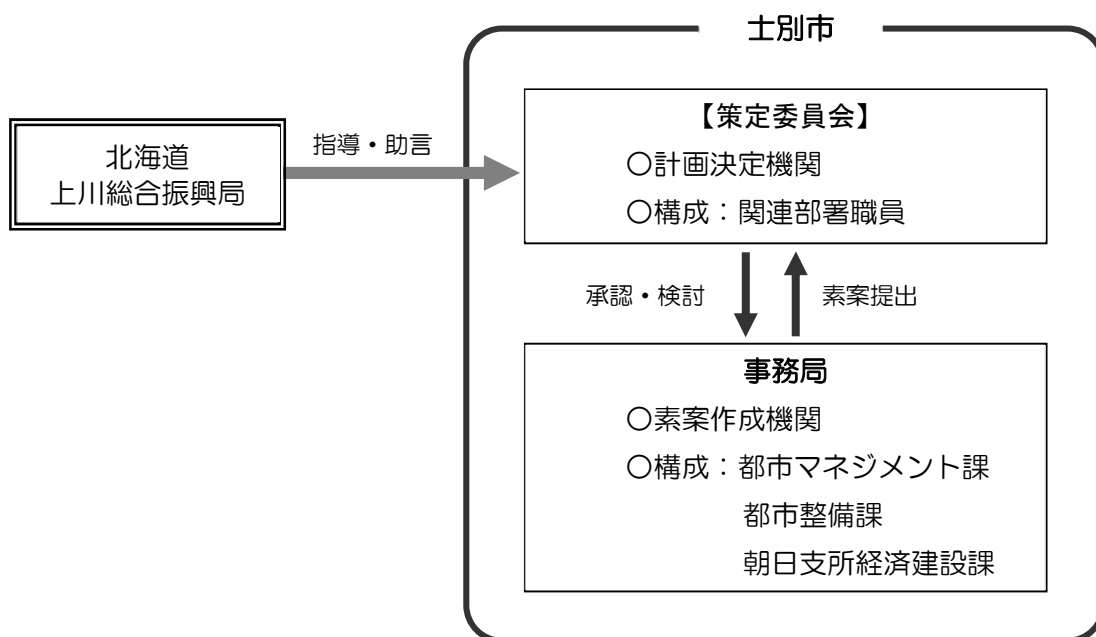 士別市
北海道
上川総合振興局
指導・助言
【策定委員会】
○計画決定機関
○構成：関連部署職員
承認・検討
素案提出
事務局
○素案作成機関
○構成：都市マネジメント課
都市整備課
朝日支所経済建設課